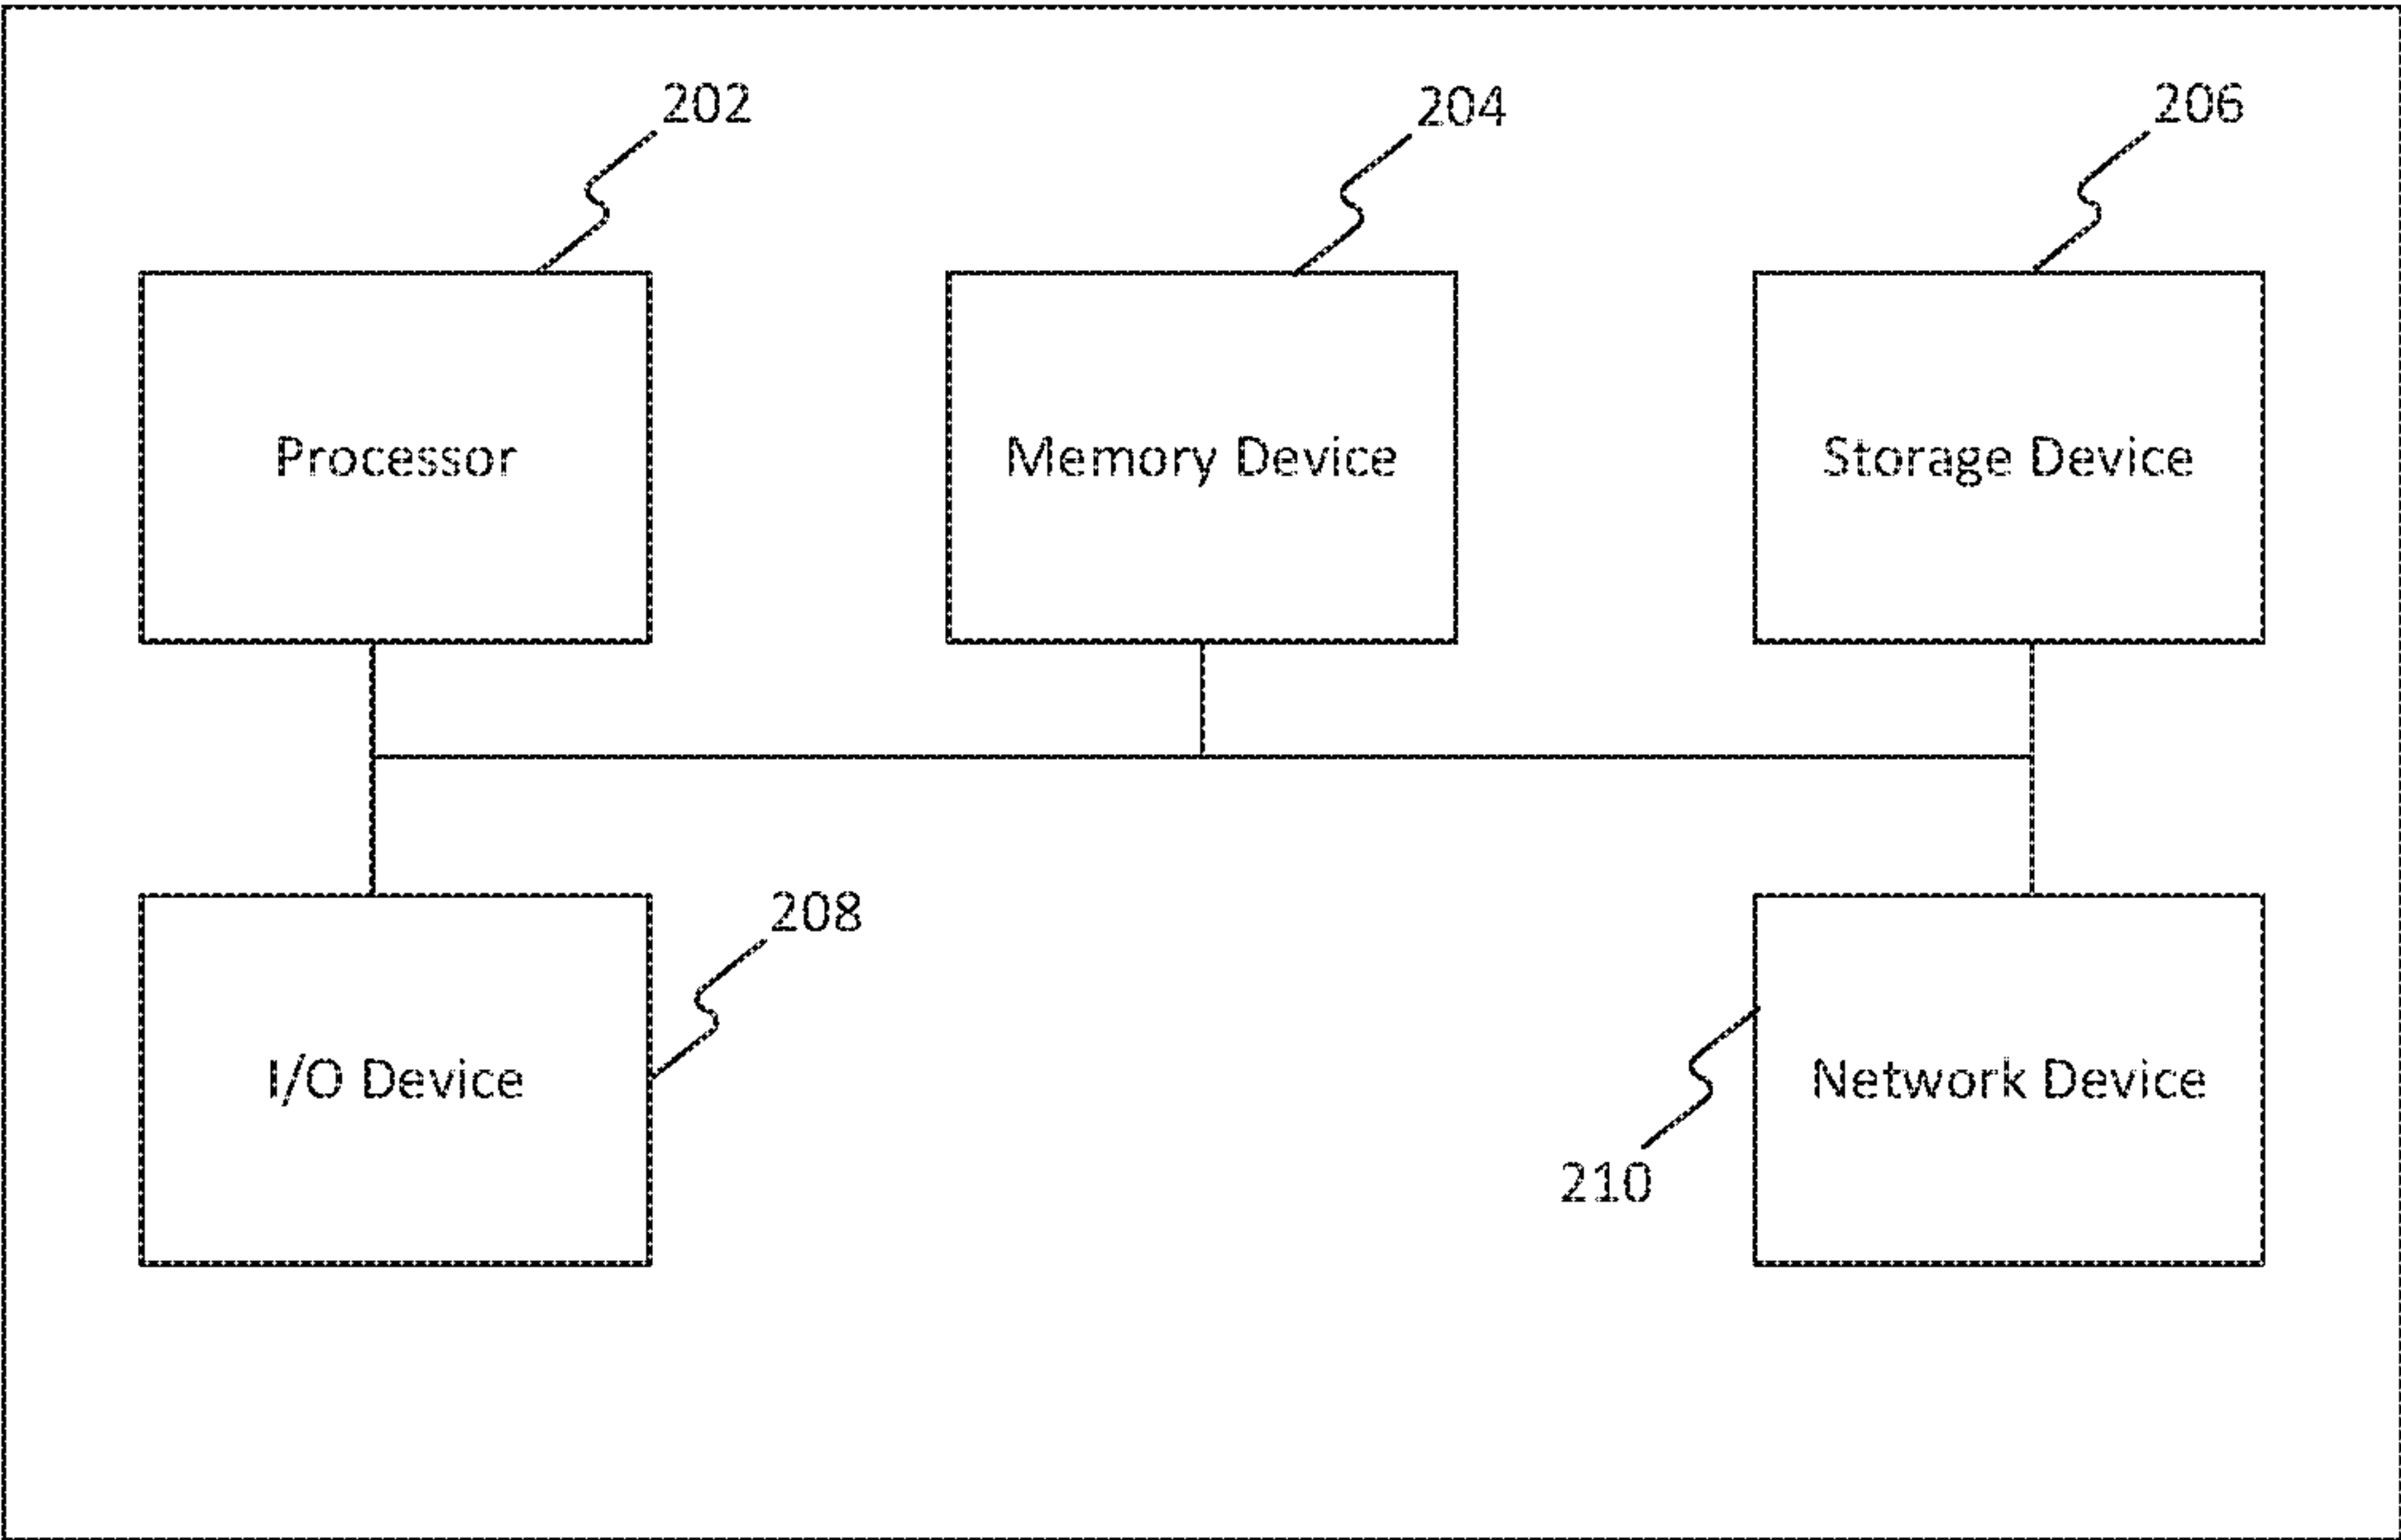 202
204
206
Processor
Memory Device
Storage Device
208
I/O Device
Network Device
210